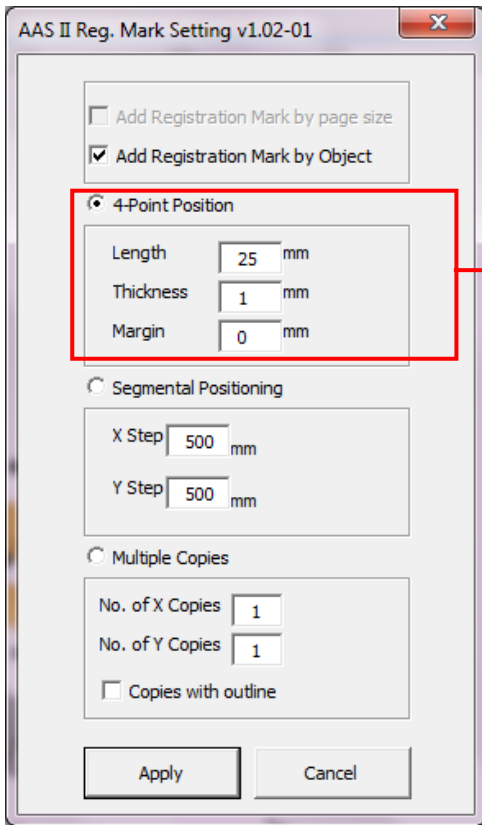 AAS II Reg. Mark Setting v1.02-01
Add Registration Mark by page size
Add Registration Mark by Object
4-Point Position
Length 25 mm
Thickness 1 mm
Margin 0 mm
Segmental Positioning
X Step 500 mm
Y Step 500 mm
Multiple Copies
No. of X Copies 1
No. of Y Copies 1
Copies with outline
Apply Cancel